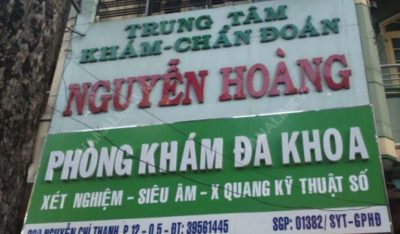 TRUNG TÂM
KHÁM-CHẨN ĐOÁN
NGUYỄN HOÀNG
PHÒNG KHÁM ĐA KHOA
XÉT NGHIỆM - SIÊU ÂM - X QUANG KỸ THUẬT SỐ
NGUYỄN CHÍ THANH P.12 - Q.5 - ĐT: 39561445
SGP: 01382/ SYT-GPHĐ